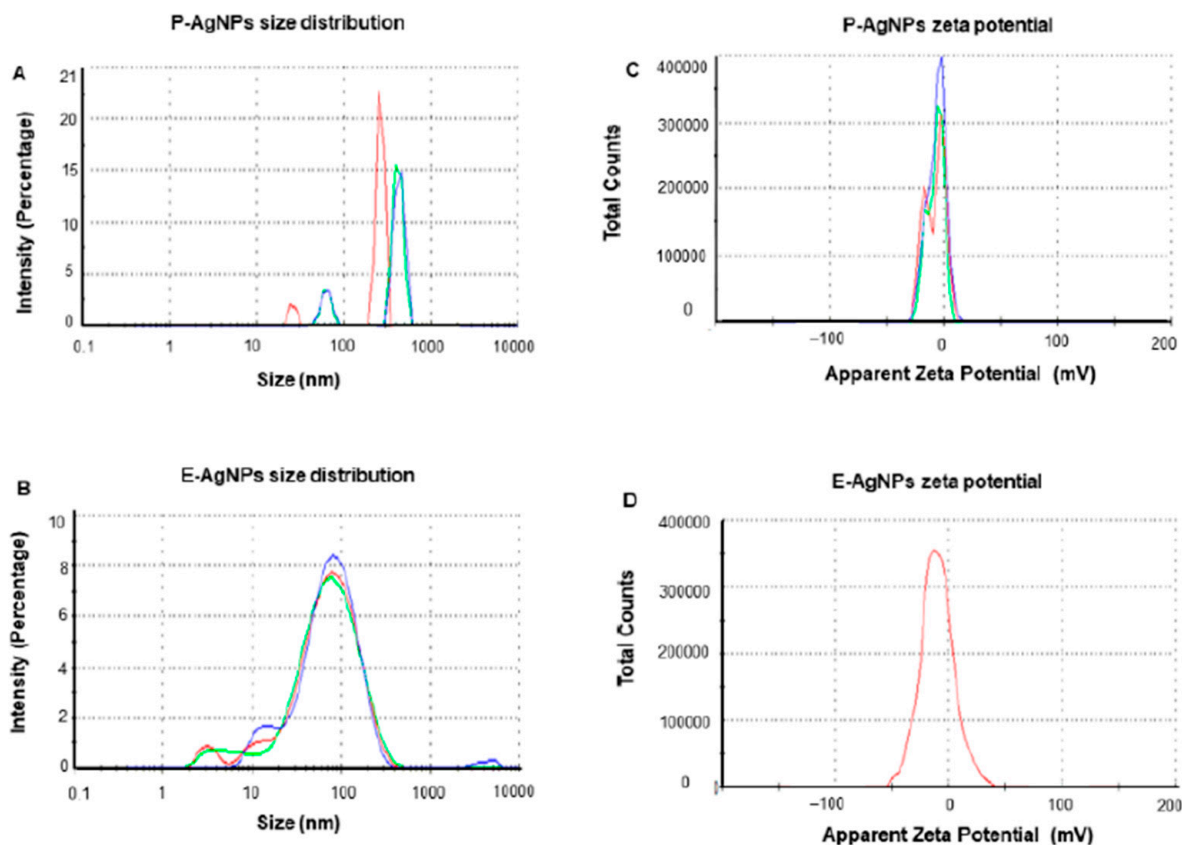 P-AgNPs size distribution
A
Intensity (Percentage)
21
20
15
10
5
0
0.1 1 10 100 1000 10000
Size (nm)
P-AgNPs zeta potential
C
Total Counts
400000
300000
200000
100000
0
−100 0 100 200
Apparent Zeta Potential (mV)
E-AgNPs size distribution
B
Intensity (Percentage)
10
8
6
4
2
0
0.1 1 10 100 1000 10000
Size (nm)
E-AgNPs zeta potential
D
Total Counts
400000
300000
200000
100000
0
−100 0 100 200
Apparent Zeta Potential (mV)